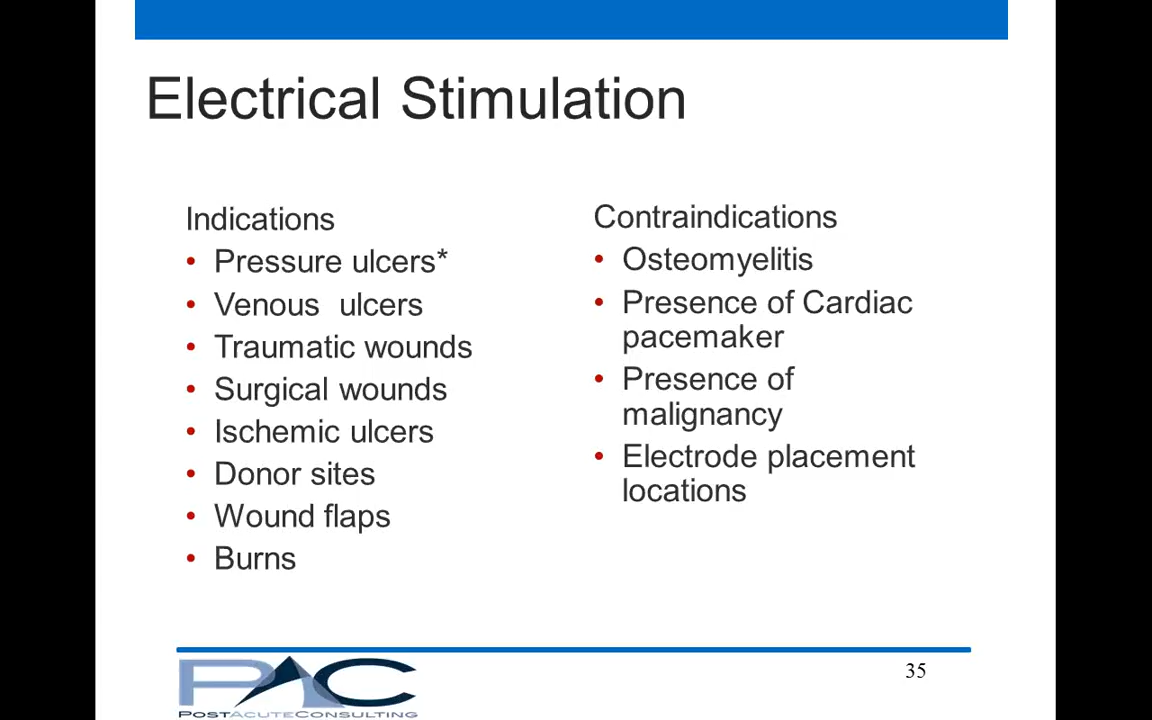 Electrical Stimulation
Indications
• Pressure ulcers*
• Venous  ulcers
• Traumatic wounds
• Surgical wounds
• Ischemic ulcers
• Donor sites
• Wound flaps
• Burns
Contraindications
• Osteomyelitis
• Presence of Cardiac
pacemaker
• Presence of
malignancy
• Electrode placement
locations
PAC
POSTACUTECONSULTING
35